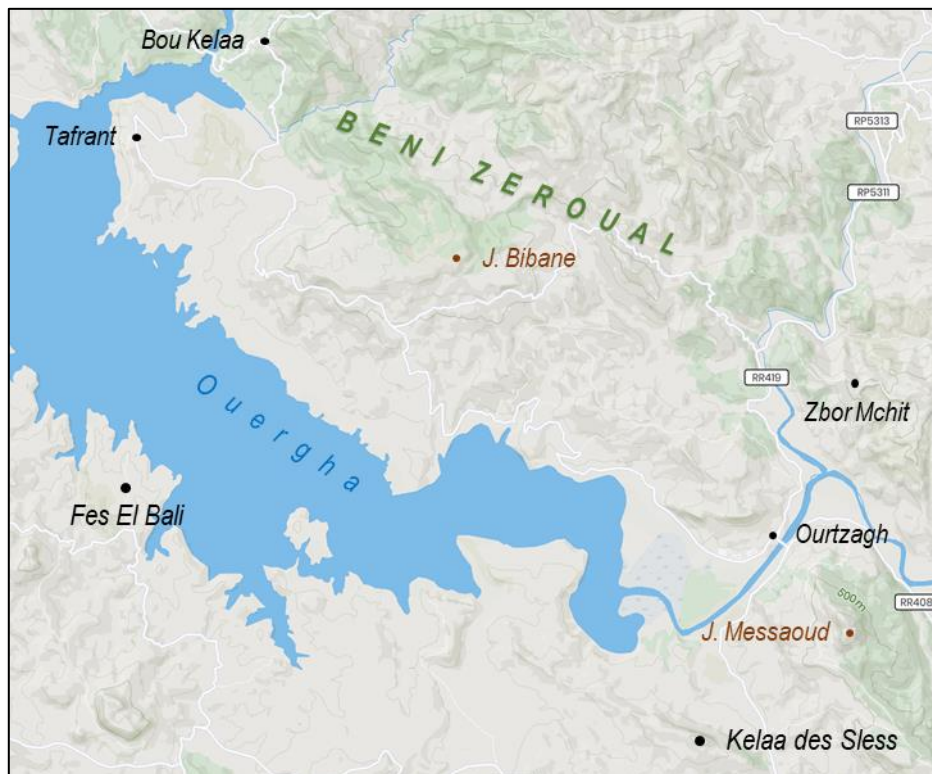 Bou Kelaa
Tafrant
BENI ZEROUAL
RP5313
RP5311
J. Bibane
RR419
Zbor Mchit
Ouergha
Fes El Bali
Ourtzagh
500 m
RR408
J. Messaoud
Kelaa des Sless